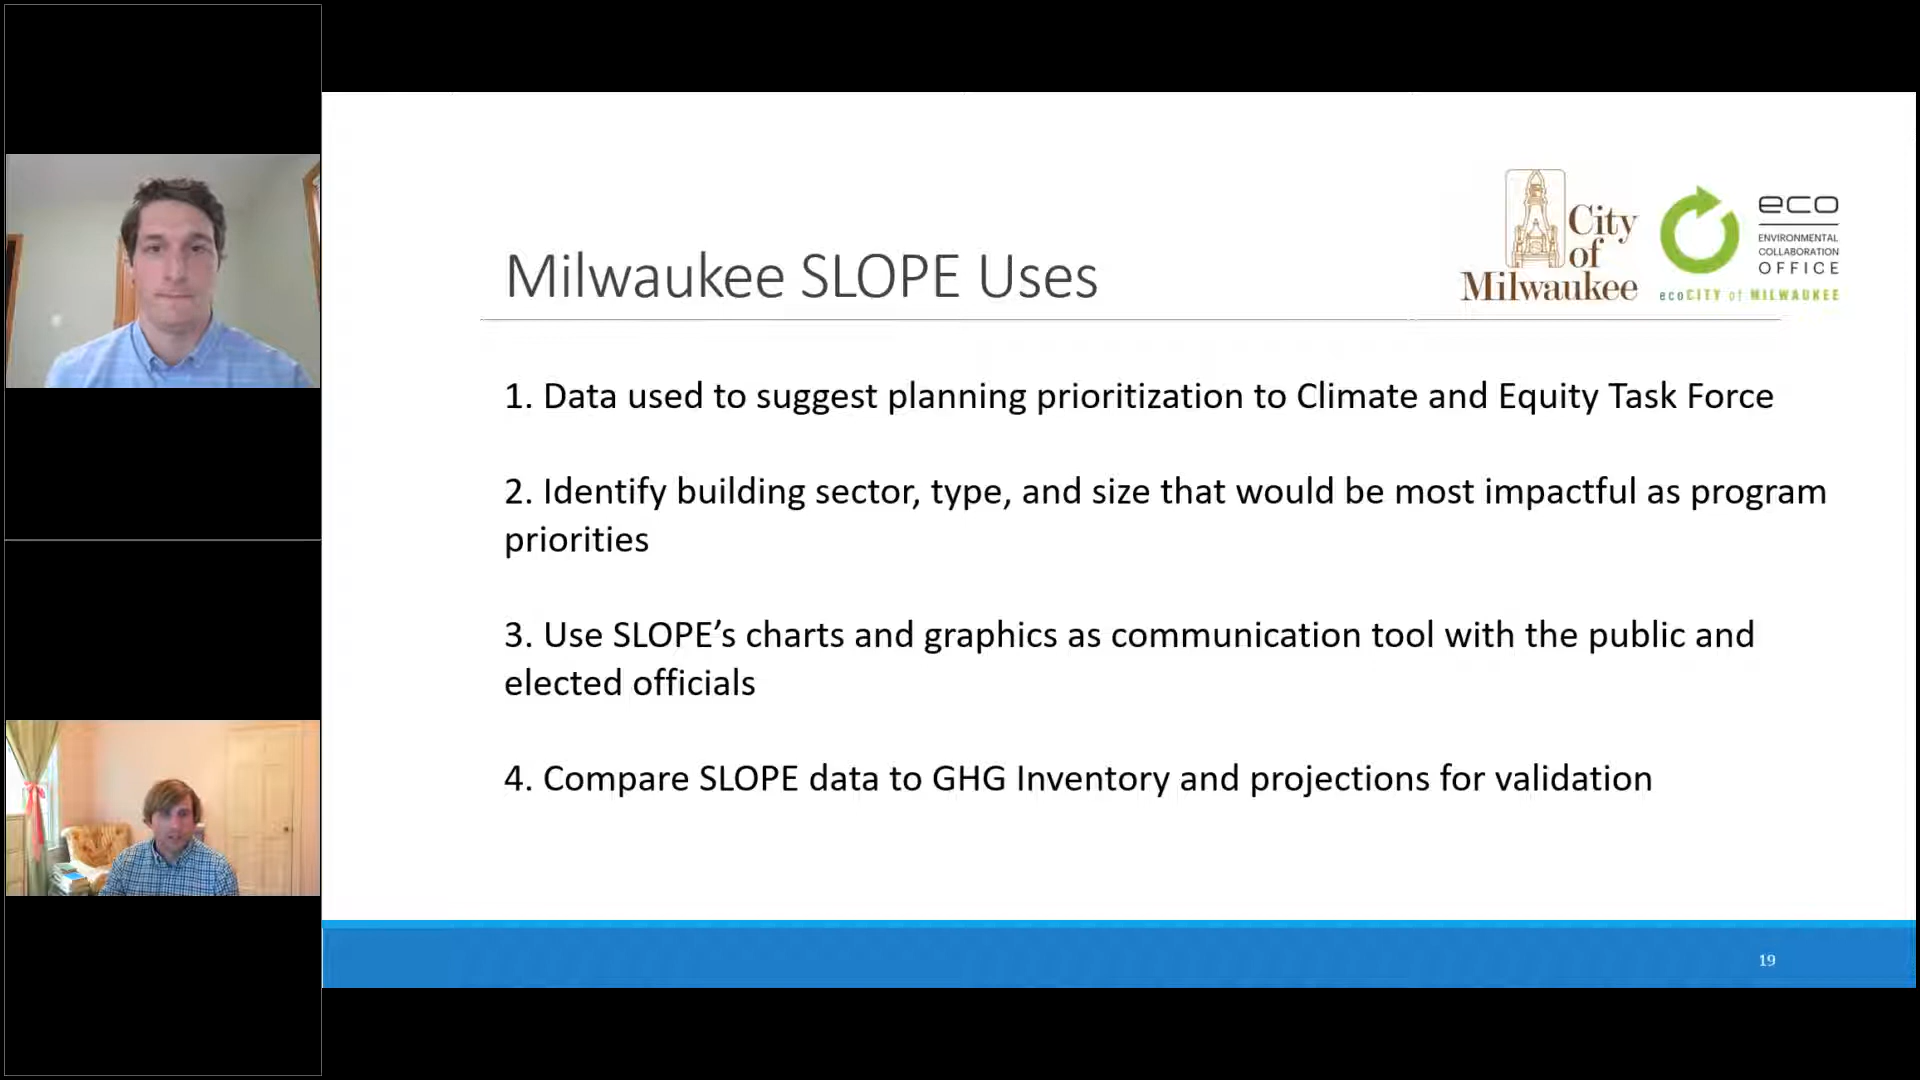 City
of
Milwaukee
eco
ENVIRONMENTAL
COLLABORATION
OFFICE
ecoCITY of MILWAUKEE
Milwaukee SLOPE Uses
1. Data used to suggest planning prioritization to Climate and Equity Task Force
2. Identify building sector, type, and size that would be most impactful as program
priorities
3. Use SLOPE’s charts and graphics as communication tool with the public and
elected officials
4. Compare SLOPE data to GHG Inventory and projections for validation
19